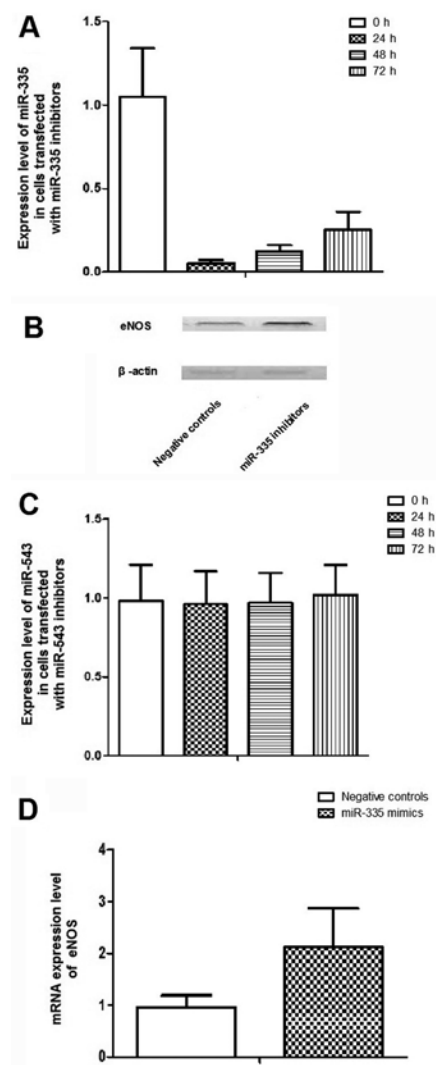 A
0 h
24 h
48 h
72 h
Expression level of miR-335
in cells transfected
with miR-335 inhibitors
1.5
1.0
0.5
0.0
B
eNOS
β -actin
Negative controls
miR-335 inhibitors
C
0 h
24 h
48 h
72 h
Expression level of miR-543
in cells transfected
with miR-543 inhibitors
1.5
1.0
0.5
0.0
D
Negative controls
miR-335 mimics
mRNA expression level
of eNOS
4
3
2
1
0